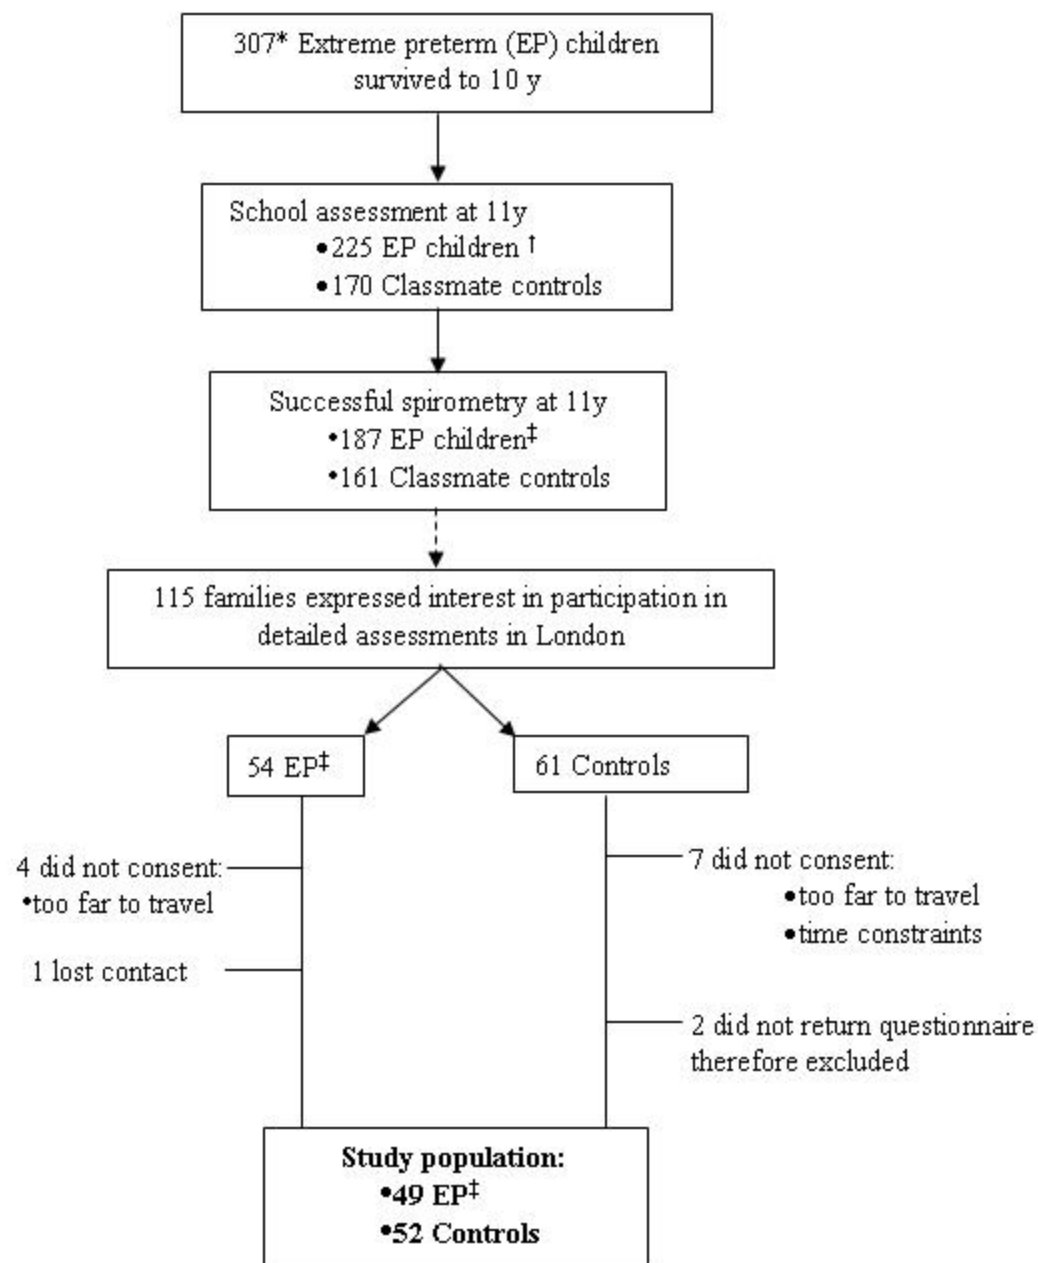 307* Extreme preterm (EP) children
survived to 10 y
School assessment at 11y
•225 EP children †
•170 Classmate controls
Successful spirometry at 11y
•187 EP children‡
•161 Classmate controls
115 families expressed interest in participation in
detailed assessments in London
54 EP‡
61 Controls
4 did not consent:
•too far to travel
1 lost contact
7 did not consent:
•too far to travel
•time constraints
2 did not return questionnaire
therefore excluded
Study population:
•49 EP‡
•52 Controls